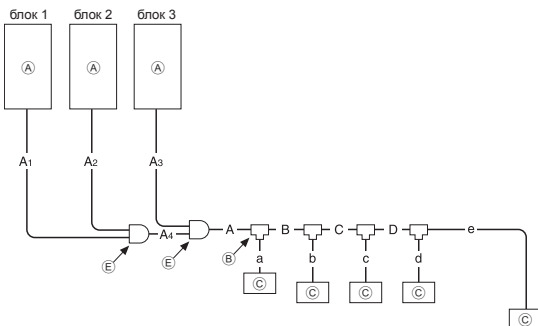 блок 1 блок 2 блок 3
A A A
A1 A2 A3
A4 A B C D e
E E B a b c d
C C C C
C